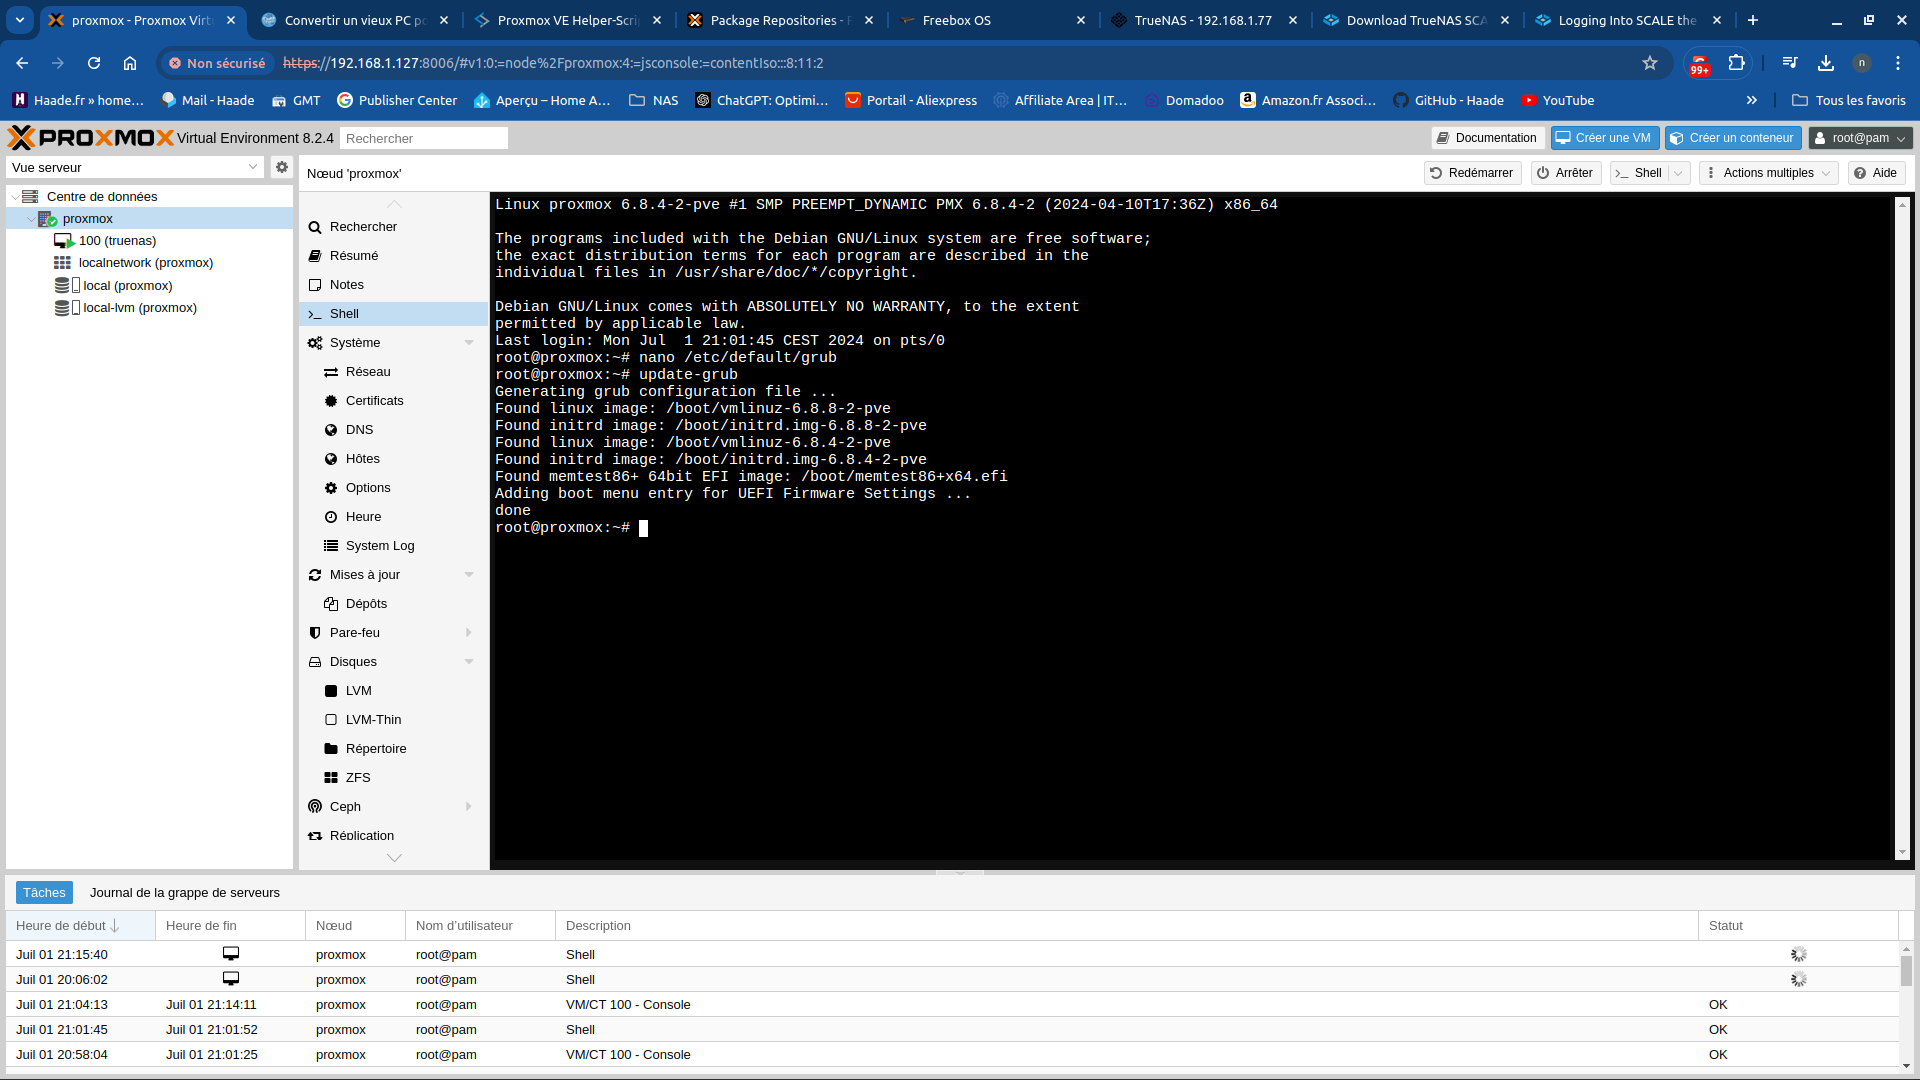 proxmox - Proxmox Virt
Convertir un vieux PC po
Proxmox VE Helper-Scri
Package Repositories - P
Freebox OS
TrueNAS - 192.168.1.77
Download TrueNAS SCA
Logging Into SCALE the
Non sécurisé
https://192.168.1.127:8006/#v1:0:=node%2Fproxmox:4:=jsconsole:=contentIso:::8:11:2
99+
n
Haade.fr » home…
Mail - Haade
GMT
Publisher Center
Aperçu – Home A…
NAS
ChatGPT: Optimi…
Portail - Aliexpress
Affiliate Area | IT…
Domadoo
Amazon.fr Associ…
GitHub - Haade
YouTube
»
Tous les favoris
PROXMOX Virtual Environment 8.2.4
Rechercher
Documentation
Créer une VM
Créer un conteneur
root@pam
Vue serveur
Nœud 'proxmox'
Redémarrer
Arrêter
Shell
Actions multiples
Aide
Centre de données
proxmox
100 (truenas)
localnetwork (proxmox)
local (proxmox)
local-lvm (proxmox)
Rechercher
Résumé
Notes
Shell
Système
Réseau
Certificats
DNS
Hôtes
Options
Heure
System Log
Mises à jour
Dépôts
Pare-feu
Disques
LVM
LVM-Thin
Répertoire
ZFS
Ceph
Réplication
Linux proxmox 6.8.4-2-pve #1 SMP PREEMPT_DYNAMIC PMX 6.8.4-2 (2024-04-10T17:36Z) x86_64
The programs included with the Debian GNU/Linux system are free software;
the exact distribution terms for each program are described in the
individual files in /usr/share/doc/*/copyright.
Debian GNU/Linux comes with ABSOLUTELY NO WARRANTY, to the extent
permitted by applicable law.
Last login: Mon Jul  1 21:01:45 CEST 2024 on pts/0
root@proxmox:~# nano /etc/default/grub
root@proxmox:~# update-grub
Generating grub configuration file ...
Found linux image: /boot/vmlinuz-6.8.8-2-pve
Found initrd image: /boot/initrd.img-6.8.8-2-pve
Found linux image: /boot/vmlinuz-6.8.4-2-pve
Found initrd image: /boot/initrd.img-6.8.4-2-pve
Found memtest86+ 64bit EFI image: /boot/memtest86+x64.efi
Adding boot menu entry for UEFI Firmware Settings ...
done
root@proxmox:~#
Tâches
Journal de la grappe de serveurs
Heure de début Heure de fin Nœud Nom d'utilisateur Description Statut
Juil 01 21:15:40 proxmox root@pam Shell
Juil 01 20:06:02 proxmox root@pam Shell
Juil 01 21:04:13 Juil 01 21:14:11 proxmox root@pam VM/CT 100 - Console OK
Juil 01 21:01:45 Juil 01 21:01:52 proxmox root@pam Shell OK
Juil 01 20:58:04 Juil 01 21:01:25 proxmox root@pam VM/CT 100 - Console OK